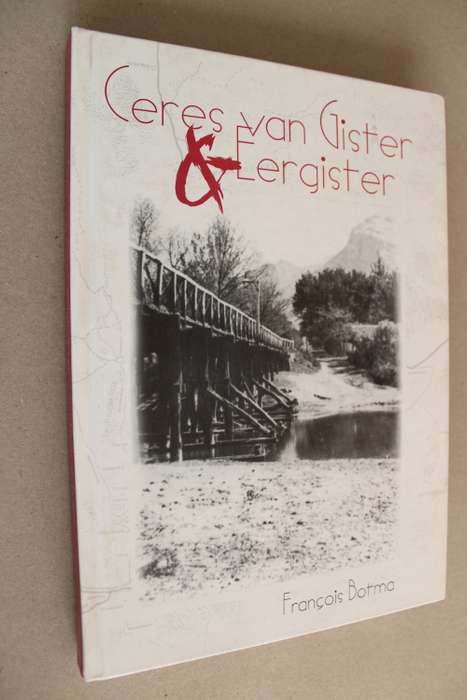 Ceres van Gister
& Eergister
François Botma